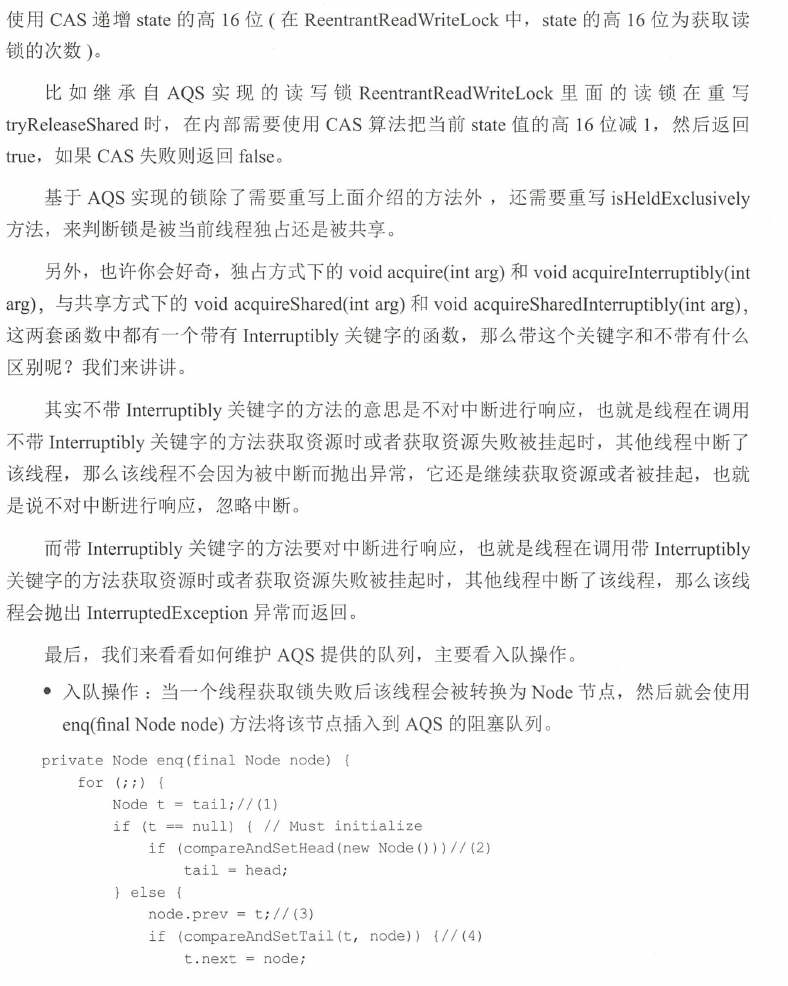 使用 CAS 递增 state 的高 16 位 ( 在 ReentrantReadWriteLock 中，state 的高 16 位为获取读
锁的次数 )。
比如继承自 AQS 实现的读写锁 ReentrantReadWriteLock 里面的读锁在重写
tryReleaseShared 时，在内部需要使用 CAS 算法把当前 state 值的高 16 位减 1，然后返回
true，如果 CAS 失败则返回 false。
基于 AQS 实现的锁除了需要重写上面介绍的方法外 ，还需要重写 isHeldExclusively
方法，来判断锁是被当前线程独占还是被共享。
另外，也许你会好奇，独占方式下的 void acquire(int arg) 和 void acquireInterruptibly(int
arg)，与共享方式下的 void acquireShared(int arg) 和 void acquireSharedInterruptibly(int arg)，
这两套函数中都有一个带有 Interruptibly 关键字的函数，那么带这个关键字和不带有什么
区别呢？我们来讲讲。
其实不带 Interruptibly 关键字的方法的意思是不对中断进行响应，也就是线程在调用
不带 Interruptibly 关键字的方法获取资源时或者获取资源失败被挂起时，其他线程中断了
该线程，那么该线程不会因为被中断而抛出异常，它还是继续获取资源或者被挂起，也就
是说不对中断进行响应，忽略中断。
而带 Interruptibly 关键字的方法要对中断进行响应，也就是线程在调用带 Interruptibly
关键字的方法获取资源时或者获取资源失败被挂起时，其他线程中断了该线程，那么该线
程会抛出 InterruptedException 异常而返回。
最后，我们来看看如何维护 AQS 提供的队列，主要看入队操作。
● 入队操作：当一个线程获取锁失败后该线程会被转换为 Node 节点，然后就会使用
enq(final Node node) 方法将该节点插入到 AQS 的阻塞队列。
private Node enq(final Node node) {
for (;;) {
Node t = tail;//(1)
if (t == null) { // Must initialize
if (compareAndSetHead(new Node()))//(2)
tail = head;
} else {
node.prev = t;//(3)
if (compareAndSetTail(t, node)) {//(4)
t.next = node;